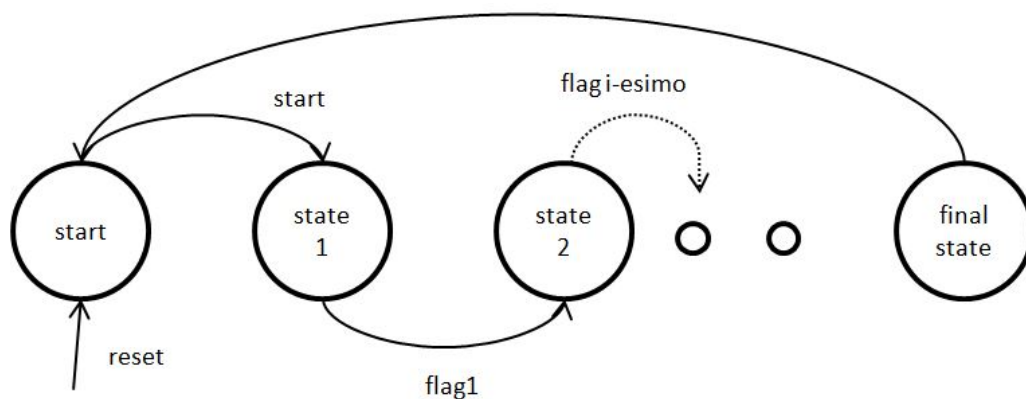 flag i-esimo
start
start
state
1
state
2
final
state
reset
flag1